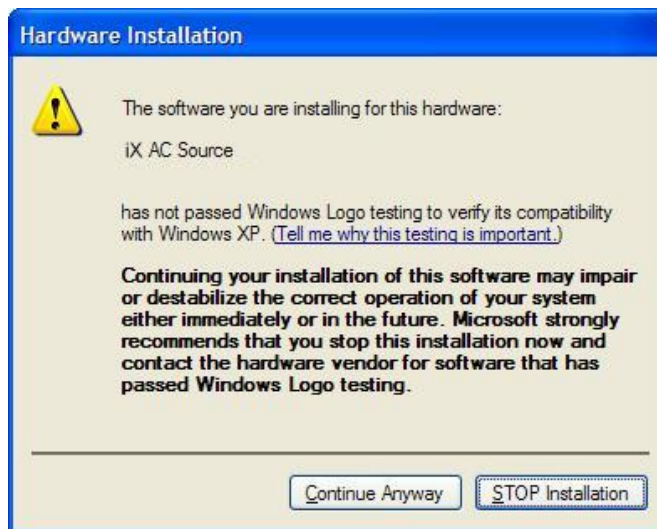 Hardware Installation
The software you are installing for this hardware:
iX AC Source
has not passed Windows Logo testing to verify its compatibility
with Windows XP. (Tell me why this testing is important.)
Continuing your installation of this software may impair
or destabilize the correct operation of your system
either immediately or in the future. Microsoft strongly
recommends that you stop this installation now and
contact the hardware vendor for software that has
passed Windows Logo testing.
Continue Anyway
STOP Installation